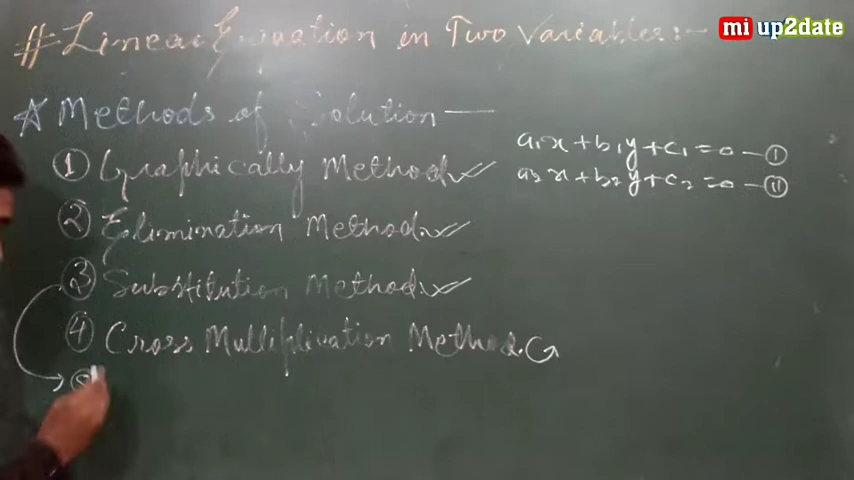 mi up2date
# Linear Equation in Two Variables:-
☆ Methods of Solution —
① Graphically Method ✓
② Elimination Method. ✓
③ Substitution Method ✓
④ Cross Multiplication Method.
a₁x + b₁y + c₁ = 0 — Ⓘ
a₂x + b₂y + c₂ = 0 — Ⓘⓘ